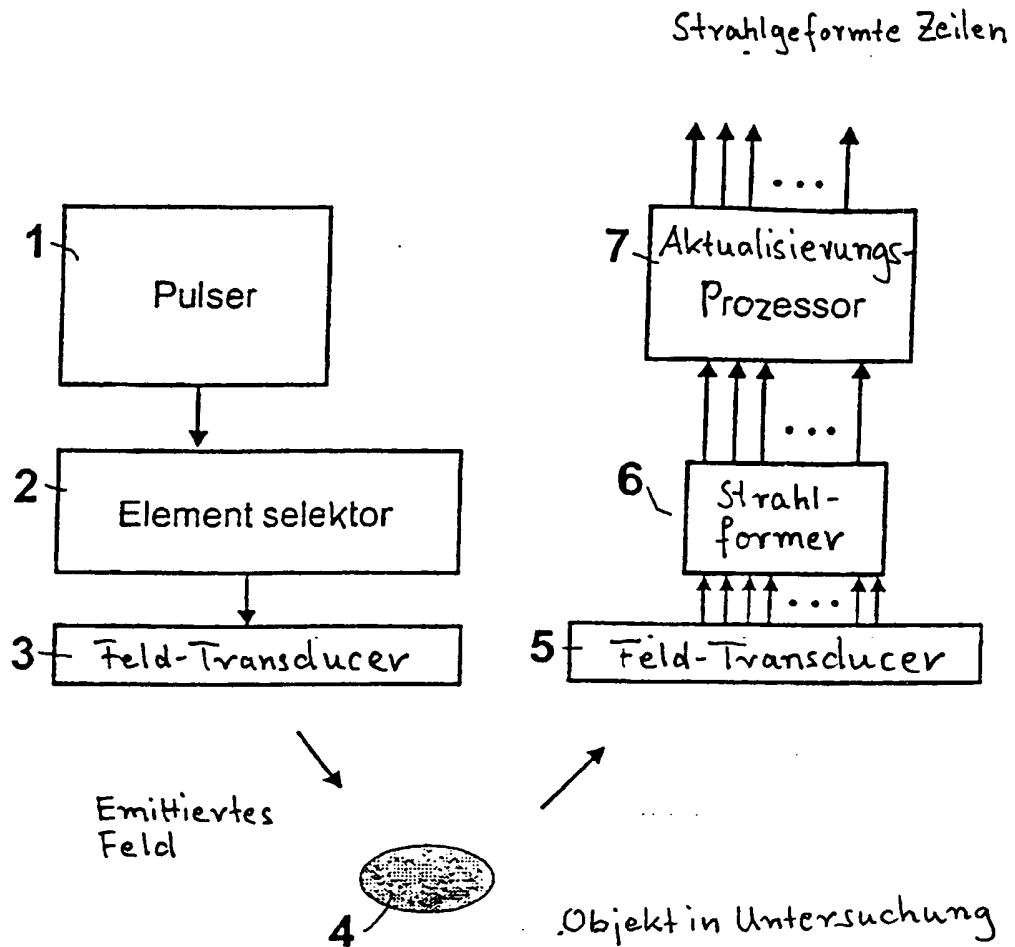 Strahlgeformte Zeilen
...
1
Pulser
7
Aktualisierungs-
Prozessor
...
2
Element selektor
6
Strahl-
former
...
3
Feld-Transducer
5
Feld-Transducer
Emittiertes
Feld
4
Objekt in Untersuchung